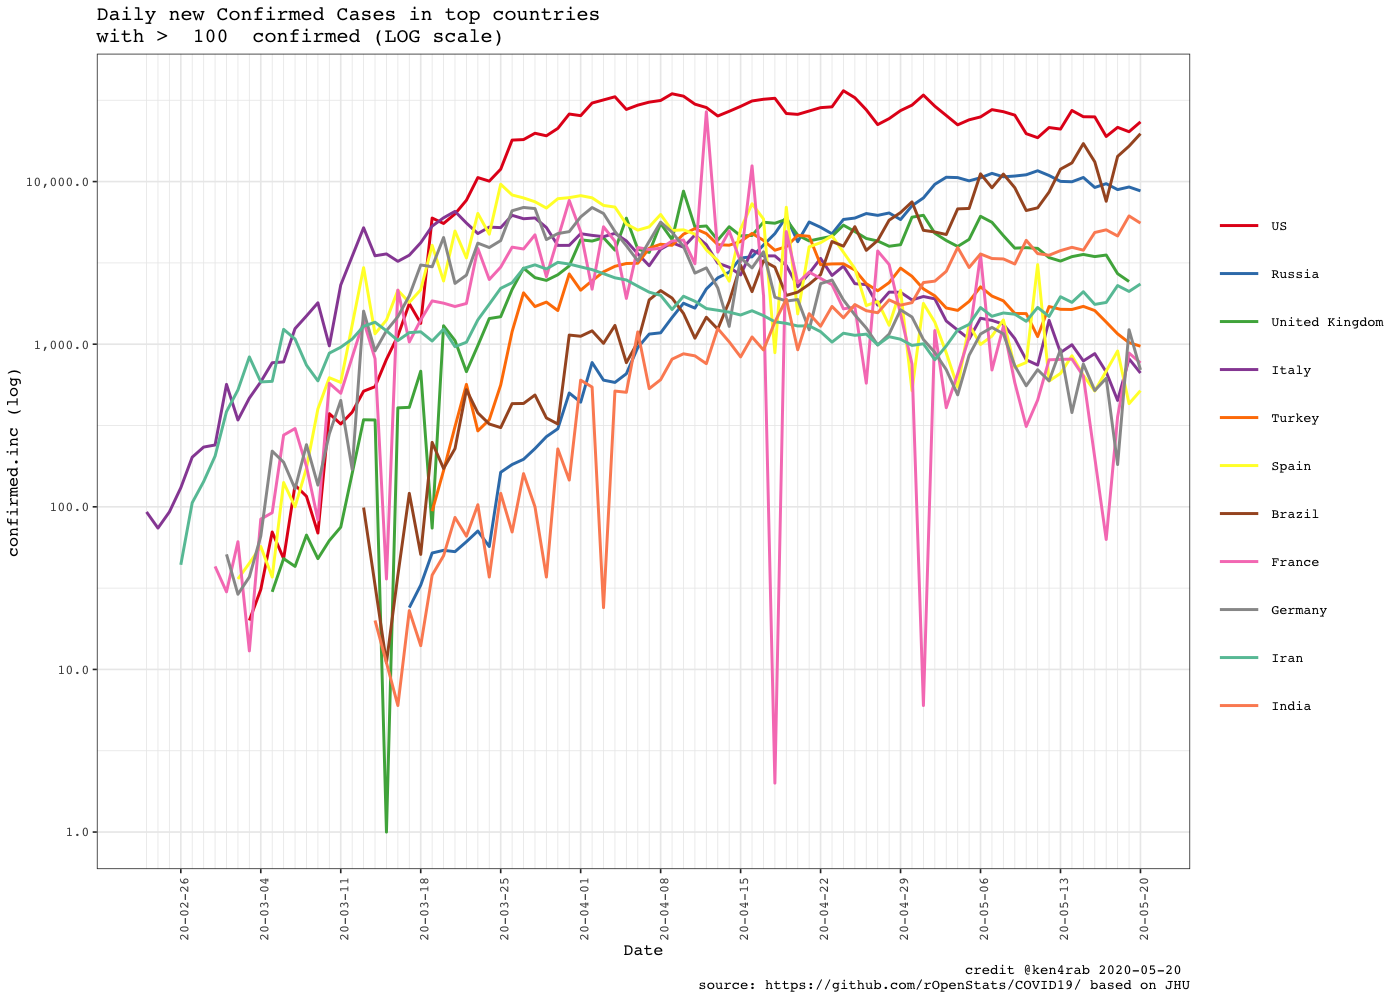 Daily new Confirmed Cases in top countries
with >  100  confirmed (LOG scale)
confirmed.inc (log)
10,000.0
1,000.0
100.0
10.0
1.0
20-02-26
20-03-04
20-03-11
20-03-18
20-03-25
20-04-01
20-04-08
20-04-15
20-04-22
20-04-29
20-05-06
20-05-13
20-05-20
Date
US
Russia
United Kingdom
Italy
Turkey
Spain
Brazil
France
Germany
Iran
India
credit @ken4rab 2020-05-20
source: https://github.com/rOpenStats/COVID19/ based on JHU